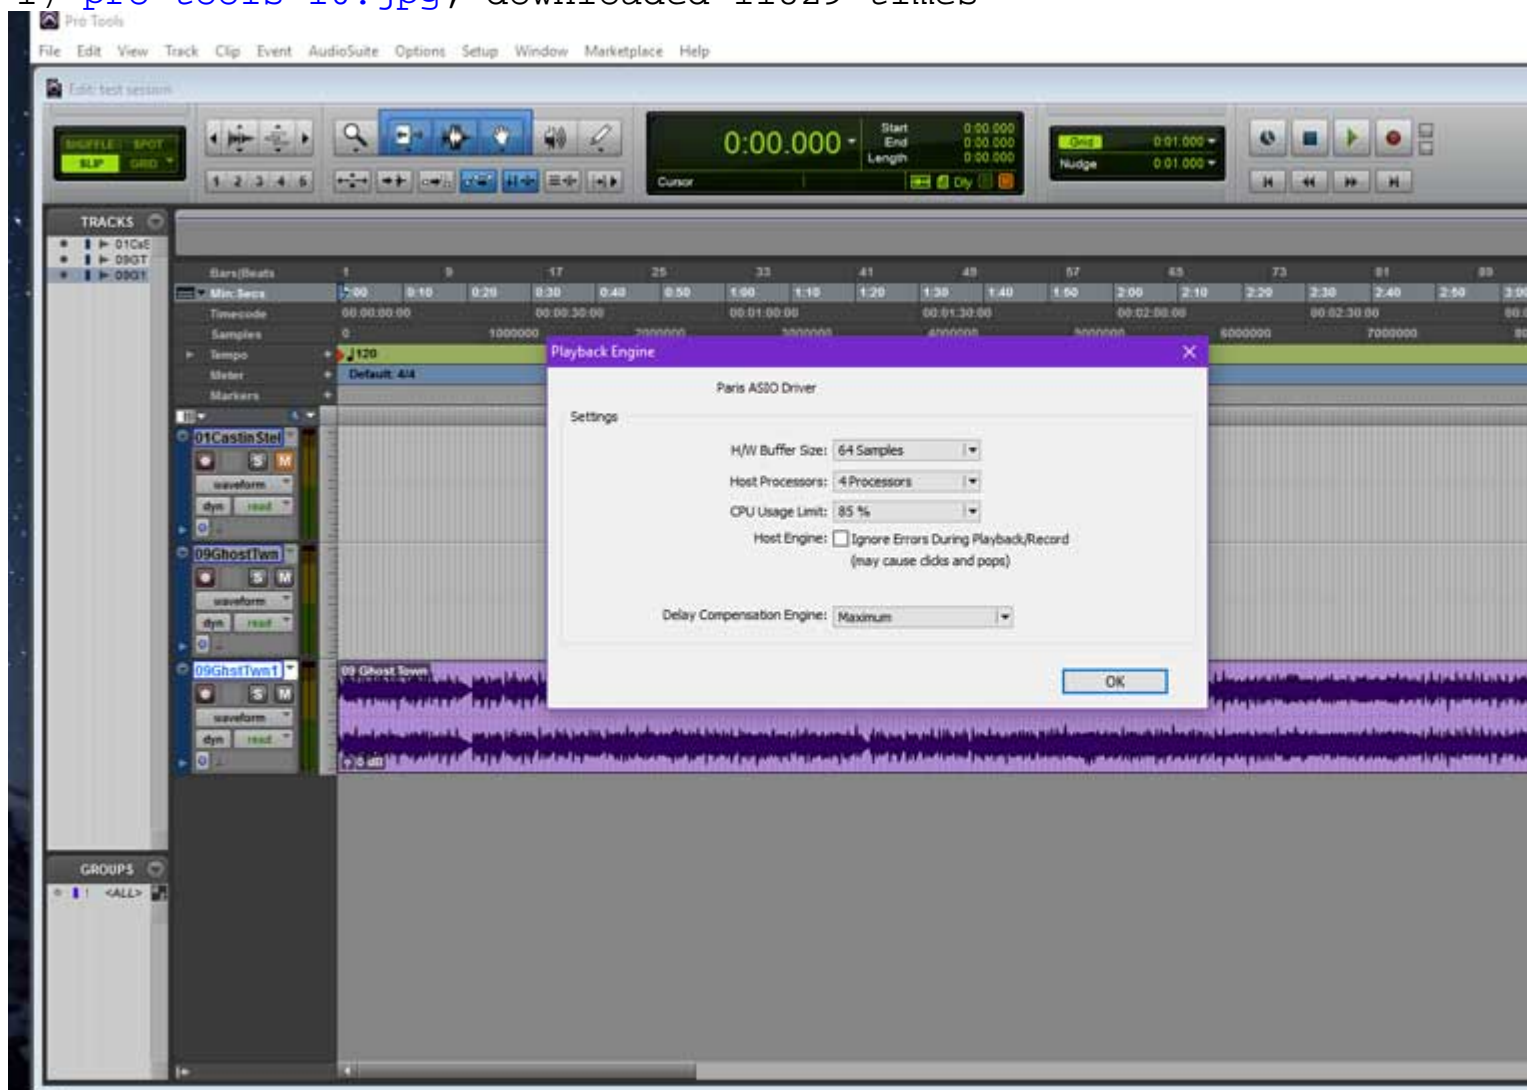 Pro Tools
File Edit View Track Clip Event AudioSuite Options Setup Window Marketplace Help
Edit: test session
SHUFFLE SPOT
SLIP GRID
1 2 3 4 5
0:00.000
Start 0:00.000
End 0:00.000
Length 0:00.000
Cursor
Dly
Grid 0:01.000
Nudge 0:01.000
TRACKS
01CsS
09GT
09GT
Bars|Beats 1 9 17 25 33 41 49 57 65 73 81 89
Min:Secs 0:00 0:10 0:20 0:30 0:40 0:50 1:00 1:10 1:20 1:30 1:40 1:50 2:00 2:10 2:20 2:30 2:40 2:50 3:00
Timecode 00:00:00:00 00:00:30:00 00:01:00:00 00:01:30:00 00:02:00:00 00:02:30:00
Samples 0 1000000 2000000 3000000 4000000 5000000 6000000 7000000
Tempo 120
Meter Default: 4/4
Markers
Playback Engine
Paris ASIO Driver
Settings
H/W Buffer Size: 64 Samples
Host Processors: 4 Processors
CPU Usage Limit: 85 %
Host Engine: Ignore Errors During Playback/Record
(may cause clicks and pops)
Delay Compensation Engine: Maximum
OK
01CastinStel
S M
waveform
dyn read
09GhostTwn
S M
waveform
dyn read
09GhstTwn1
S M
waveform
dyn read
09 Ghost Town
0 dB
GROUPS
! <ALL>